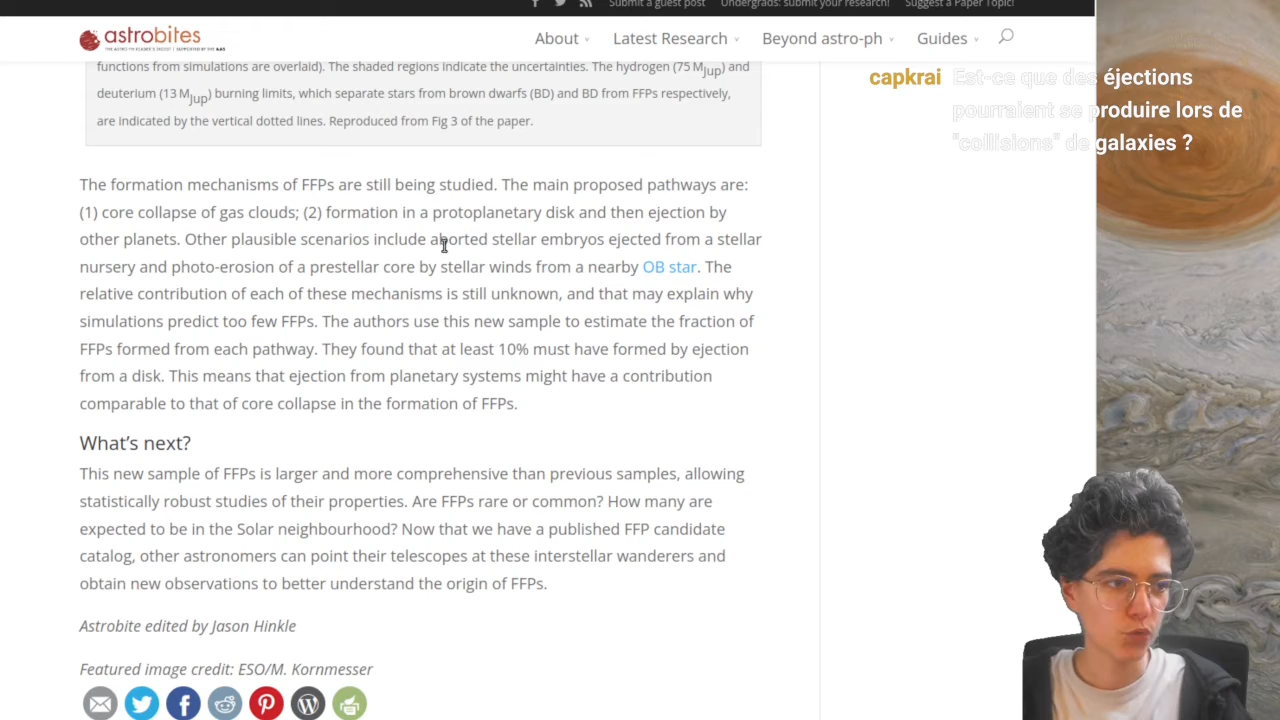 Submit a guest post Undergrads: submit your research! Suggest a Paper Topic!
astrobites
THE ASTRO-PH READER'S DIGEST | SUPPORTED BY THE AAS
About Latest Research Beyond astro-ph Guides
functions from simulations are overlaid). The shaded regions indicate the uncertainties. The hydrogen (75 MJup) and
deuterium (13 MJup) burning limits, which separate stars from brown dwarfs (BD) and BD from FFPs respectively,
are indicated by the vertical dotted lines. Reproduced from Fig 3 of the paper.
capkrai Est-ce que des éjections
pourraient se produire lors de
"collisions" de galaxies ?
The formation mechanisms of FFPs are still being studied. The main proposed pathways are:
(1) core collapse of gas clouds; (2) formation in a protoplanetary disk and then ejection by
other planets. Other plausible scenarios include aborted stellar embryos ejected from a stellar
nursery and photo-erosion of a prestellar core by stellar winds from a nearby OB star. The
relative contribution of each of these mechanisms is still unknown, and that may explain why
simulations predict too few FFPs. The authors use this new sample to estimate the fraction of
FFPs formed from each pathway. They found that at least 10% must have formed by ejection
from a disk. This means that ejection from planetary systems might have a contribution
comparable to that of core collapse in the formation of FFPs.
What's next?
This new sample of FFPs is larger and more comprehensive than previous samples, allowing
statistically robust studies of their properties. Are FFPs rare or common? How many are
expected to be in the Solar neighbourhood? Now that we have a published FFP candidate
catalog, other astronomers can point their telescopes at these interstellar wanderers and
obtain new observations to better understand the origin of FFPs.
Astrobite edited by Jason Hinkle
Featured image credit: ESO/M. Kornmesser